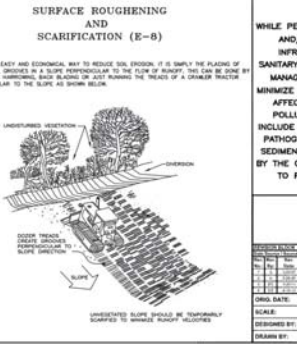 SURFACE ROUGHENING
AND
SCARIFICATION (E-8)
EASY AND ECONOMICAL WAY TO REDUCE SOIL EROSION. IT IS SIMPLY THE PLACING OF
GROOVES IN A SLOPE PERPENDICULAR TO THE FLOW OF RUNOFF. THIS CAN BE DONE BY
HARROWING, BACK BLADING OR JUST RUNNING THE TREADS OF A CRAWLER TRACTOR
LAR TO THE SLOPE AS SHOWN BELOW.
UNDISTURBED VEGETATION
DIVERSION
DOZER TREADS
CREATE GROOVES
PERPENDICULAR TO
SLOPE DIRECTION
SLOPE
UNVEGETATED SLOPE SHOULD BE TEMPORARILY
SCARIFIED TO MINIMIZE RUNOFF VELOCITIES
WHILE PE
AND,
INFR
SANITARY
MANAG
MINIMIZE
AFFEC
POLLU
INCLUDE
PATHOG
SEDIMEN
BY THE C
TO F
ORIG. DATE:
SCALE:
DESIGNED BY:
DRAWN BY: